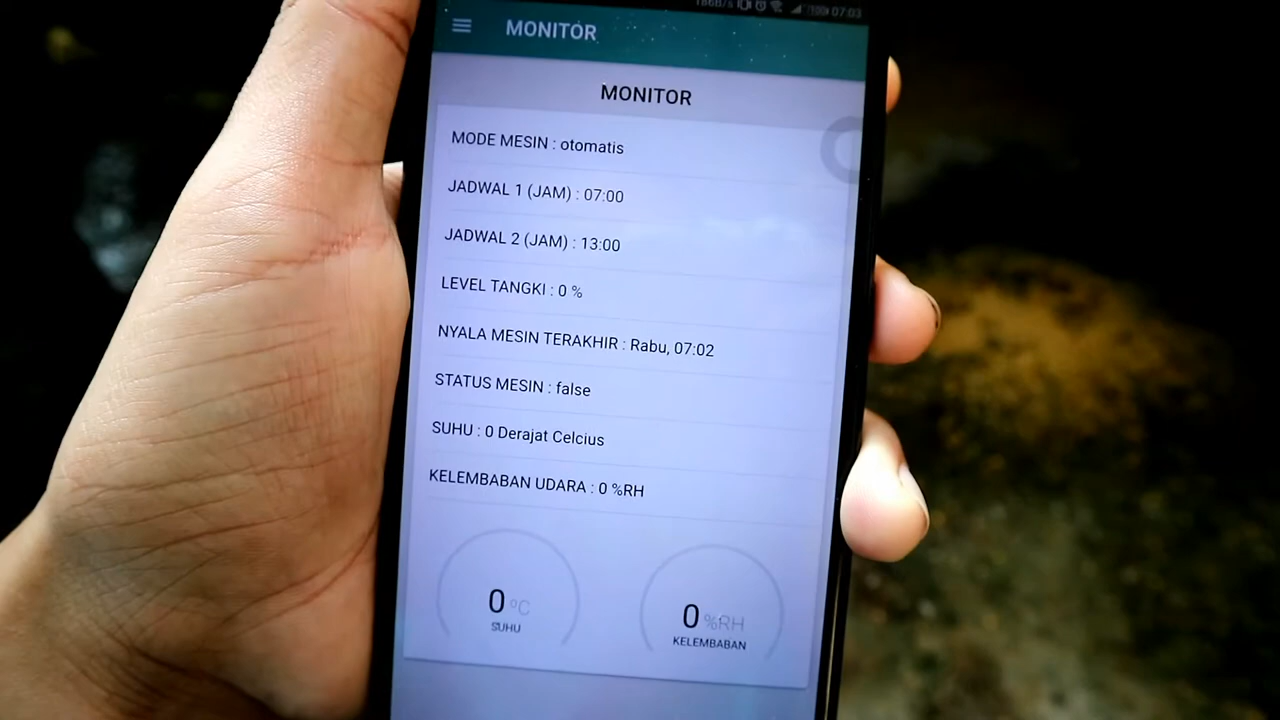 07:03
MONITOR
MONITOR
MODE MESIN : otomatis
JADWAL 1 (JAM) : 07:00
JADWAL 2 (JAM) : 13:00
LEVEL TANGKI : 0 %
NYALA MESIN TERAKHIR : Rabu, 07:02
STATUS MESIN : false
SUHU : 0 Derajat Celcius
KELEMBABAN UDARA : 0 %RH
0 °C
SUHU
0 %RH
KELEMBABAN